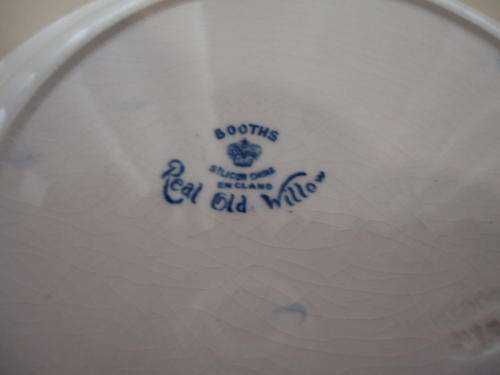 BOOTHS
SILICON CHINA
ENGLAND
Real Old Willow